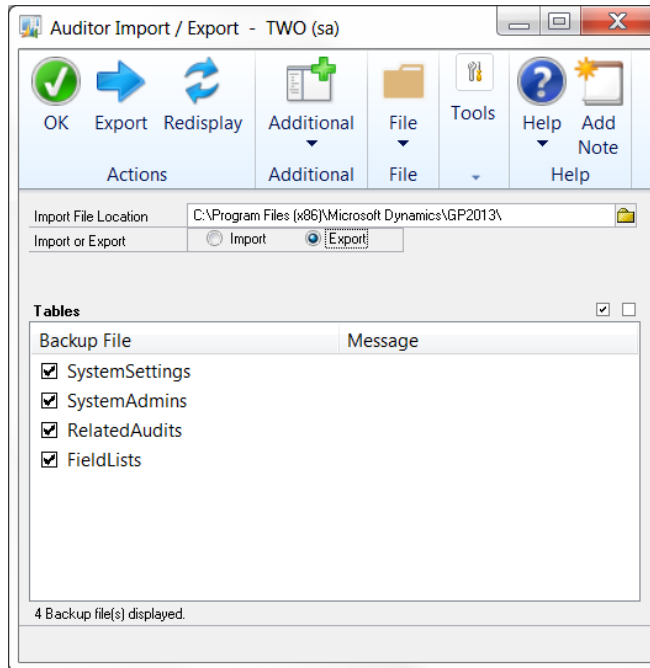 Auditor Import / Export - TWO (sa)
OK Export Redisplay Additional File Tools Help Add Note
Actions Additional File Help
Import File Location C:\Program Files (x86)\Microsoft Dynamics\GP2013\
Import or Export Import Export
Tables
Backup File Message
SystemSettings
SystemAdmins
RelatedAudits
FieldLists
4 Backup file(s) displayed.